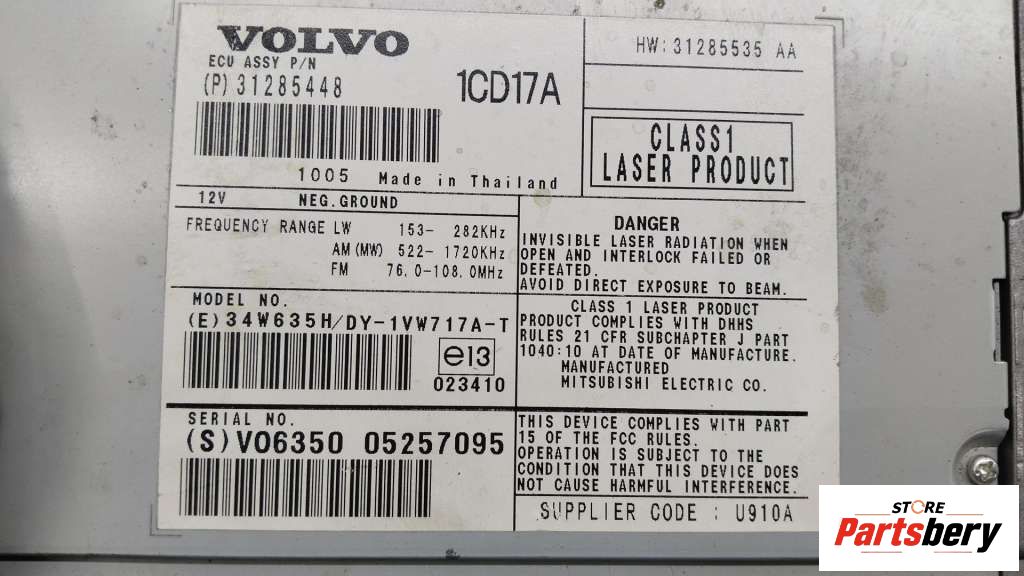 VOLVO
ECU ASSY P/N
(P) 31285448
1CD17A
1005 Made in Thailand
HW: 31285535 AA
CLASS1
LASER PRODUCT
12V NEG. GROUND
FREQUENCY RANGE LW 153- 282KHz
AM (MW) 522- 1720KHz
FM 76.0-108.0MHz
DANGER
INVISIBLE LASER RADIATION WHEN
OPEN AND INTERLOCK FAILED OR
DEFEATED.
AVOID DIRECT EXPOSURE TO BEAM.
MODEL NO.
(E) 34W635H/DY-1VW717A-T
e13
023410
CLASS 1 LASER PRODUCT
PRODUCT COMPLIES WITH DHHS
RULES 21 CFR SUBCHAPTER J PART
1040:10 AT DATE OF MANUFACTURE.
MANUFACTURED
MITSUBISHI ELECTRIC CO.
SERIAL NO.
(S) V06350 05257095
THIS DEVICE COMPLIES WITH PART
15 OF THE FCC RULES.
OPERATION IS SUBJECT TO THE
CONDITION THAT THIS DEVICE DOES
NOT CAUSE HARMFUL INTERFERENCE.
SUPPLIER CODE : U910A
STORE
Partsbery